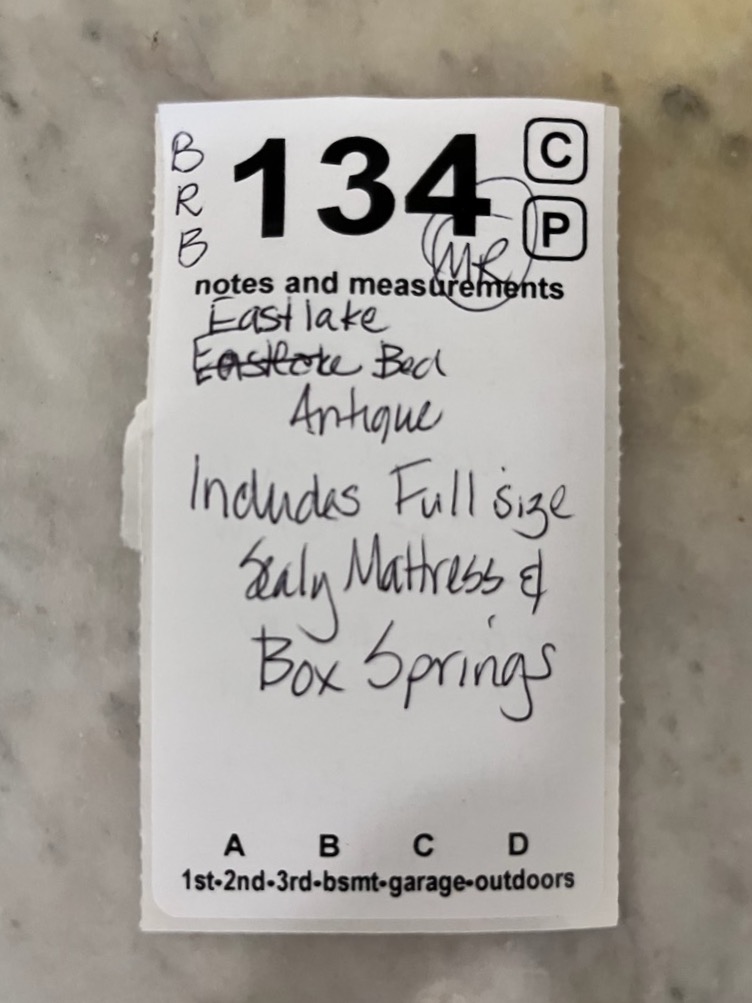 B
R
B
134
C
P
MR
notes and measurements
Eastlake
Eastlake Bed
Antique
Includes Full size
Sealy Mattress &
Box Springs
A B C D
1st-2nd-3rd-bsmt-garage-outdoors